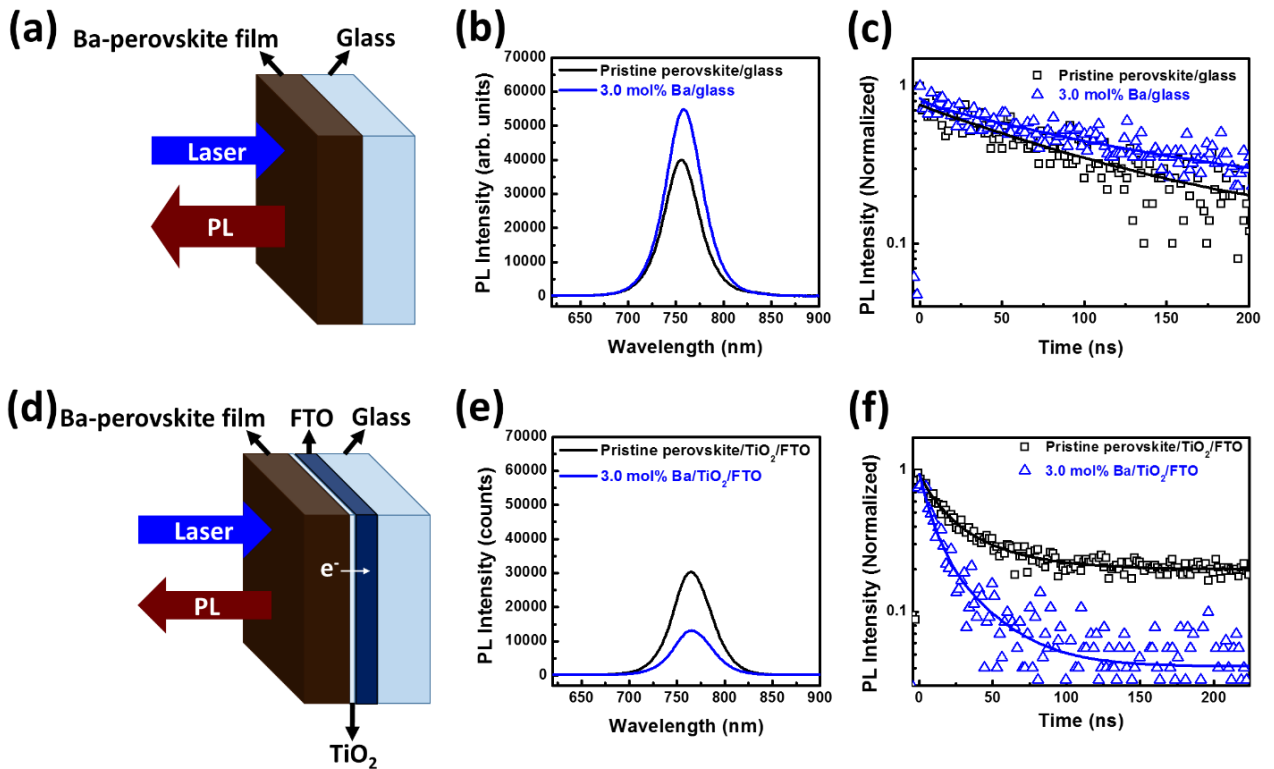 (a)
Ba-perovskite film
Glass
Laser
PL
(b)
70000
60000
50000
40000
30000
20000
10000
0
PL Intensity (arb. units)
Pristine perovskite/glass
3.0 mol% Ba/glass
650 700 750 800 850 900
Wavelength (nm)
(c)
1
0.1
PL Intensity (Normalized)
Pristine perovskite/glass
3.0 mol% Ba/glass
0 50 100 150 200
Time (ns)
(d)
Ba-perovskite film
FTO
Glass
Laser
e-
PL
TiO2
(e)
70000
60000
50000
40000
30000
20000
10000
0
PL Intensity (counts)
Pristine perovskite/TiO2/FTO
3.0 mol% Ba/TiO2/FTO
650 700 750 800 850 900
Wavelength (nm)
(f)
1
0.1
PL Intensity (Normalized)
Pristine perovskite/TiO2/FTO
3.0 mol% Ba/TiO2/FTO
0 50 100 150 200
Time (ns)